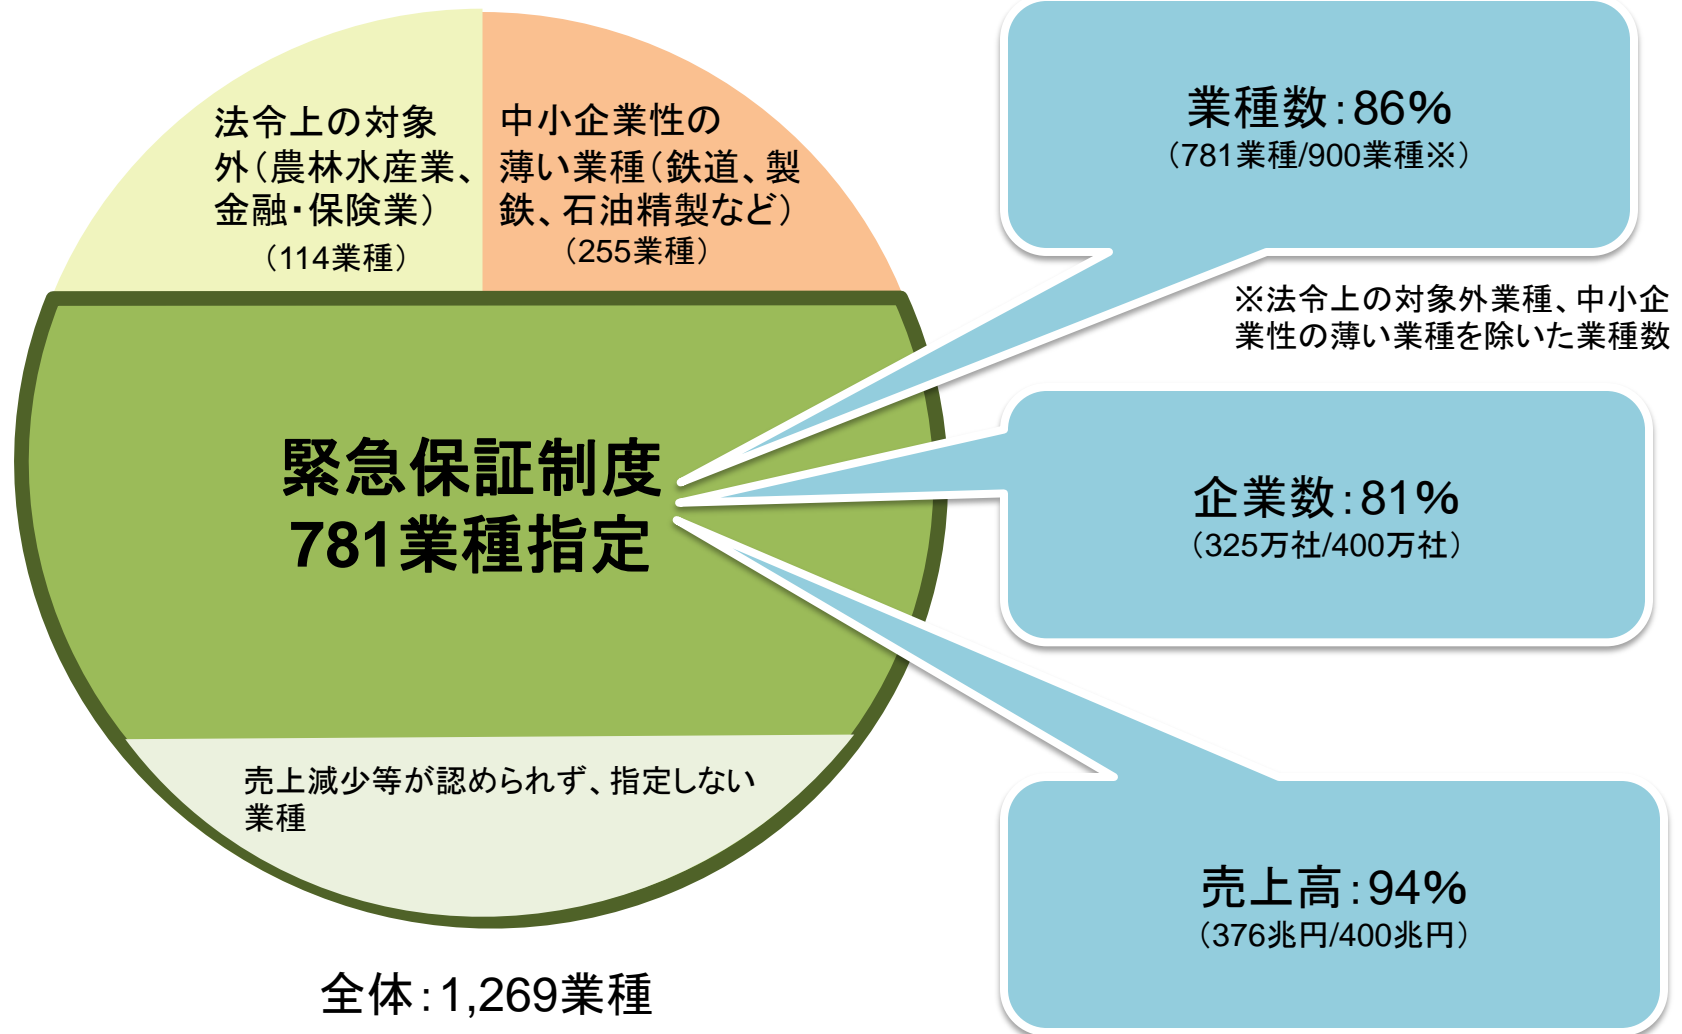 法令上の対象
外（農林水産業、
金融・保険業）
（114業種）
中小企業性の
薄い業種（鉄道、製
鉄、石油精製など）
（255業種）
業種数：86%
（781業種/900業種※）
※法令上の対象外業種、中小企
業性の薄い業種を除いた業種数
緊急保証制度
781業種指定
企業数：81%
（325万社/400万社）
売上減少等が認められず、指定しない
業種
売上高：94%
（376兆円/400兆円）
全体：1,269業種